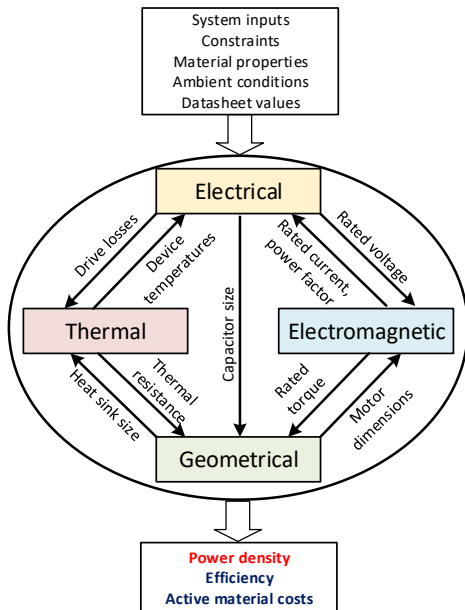 System inputs
Constraints
Material properties
Ambient conditions
Datasheet values
Electrical
Drive losses
Device
temperatures
Capacitor size
Rated current,
power factor
Rated voltage
Thermal
Electromagnetic
Heat sink size
Thermal
resistance
Rated
torque
Motor
dimensions
Geometrical
Power density
Efficiency
Active material costs